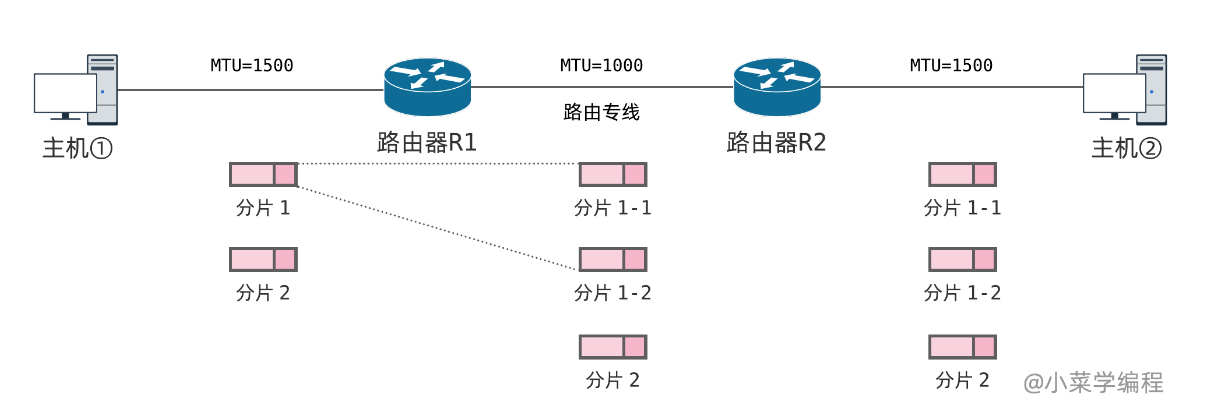 MTU=1500
MTU=1000
MTU=1500
路由专线
主机①
路由器R1
路由器R2
主机②
分片 1
分片 1-1
分片 1-1
分片 2
分片 1-2
分片 1-2
分片 2
分片 2
@小菜学编程